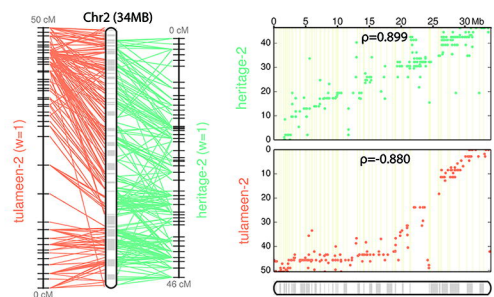 50 cM
Chr2 (34MB)
0 cM
tulameen-2 (w=1)
heritage-2 (w=1)
0 cM
46 cM
0 5 10 15 20 25 30 Mb
ρ=0.899
heritage-2
40
30
20
10
0
ρ=-0.880
tulameen-2
0
10
20
30
40
50